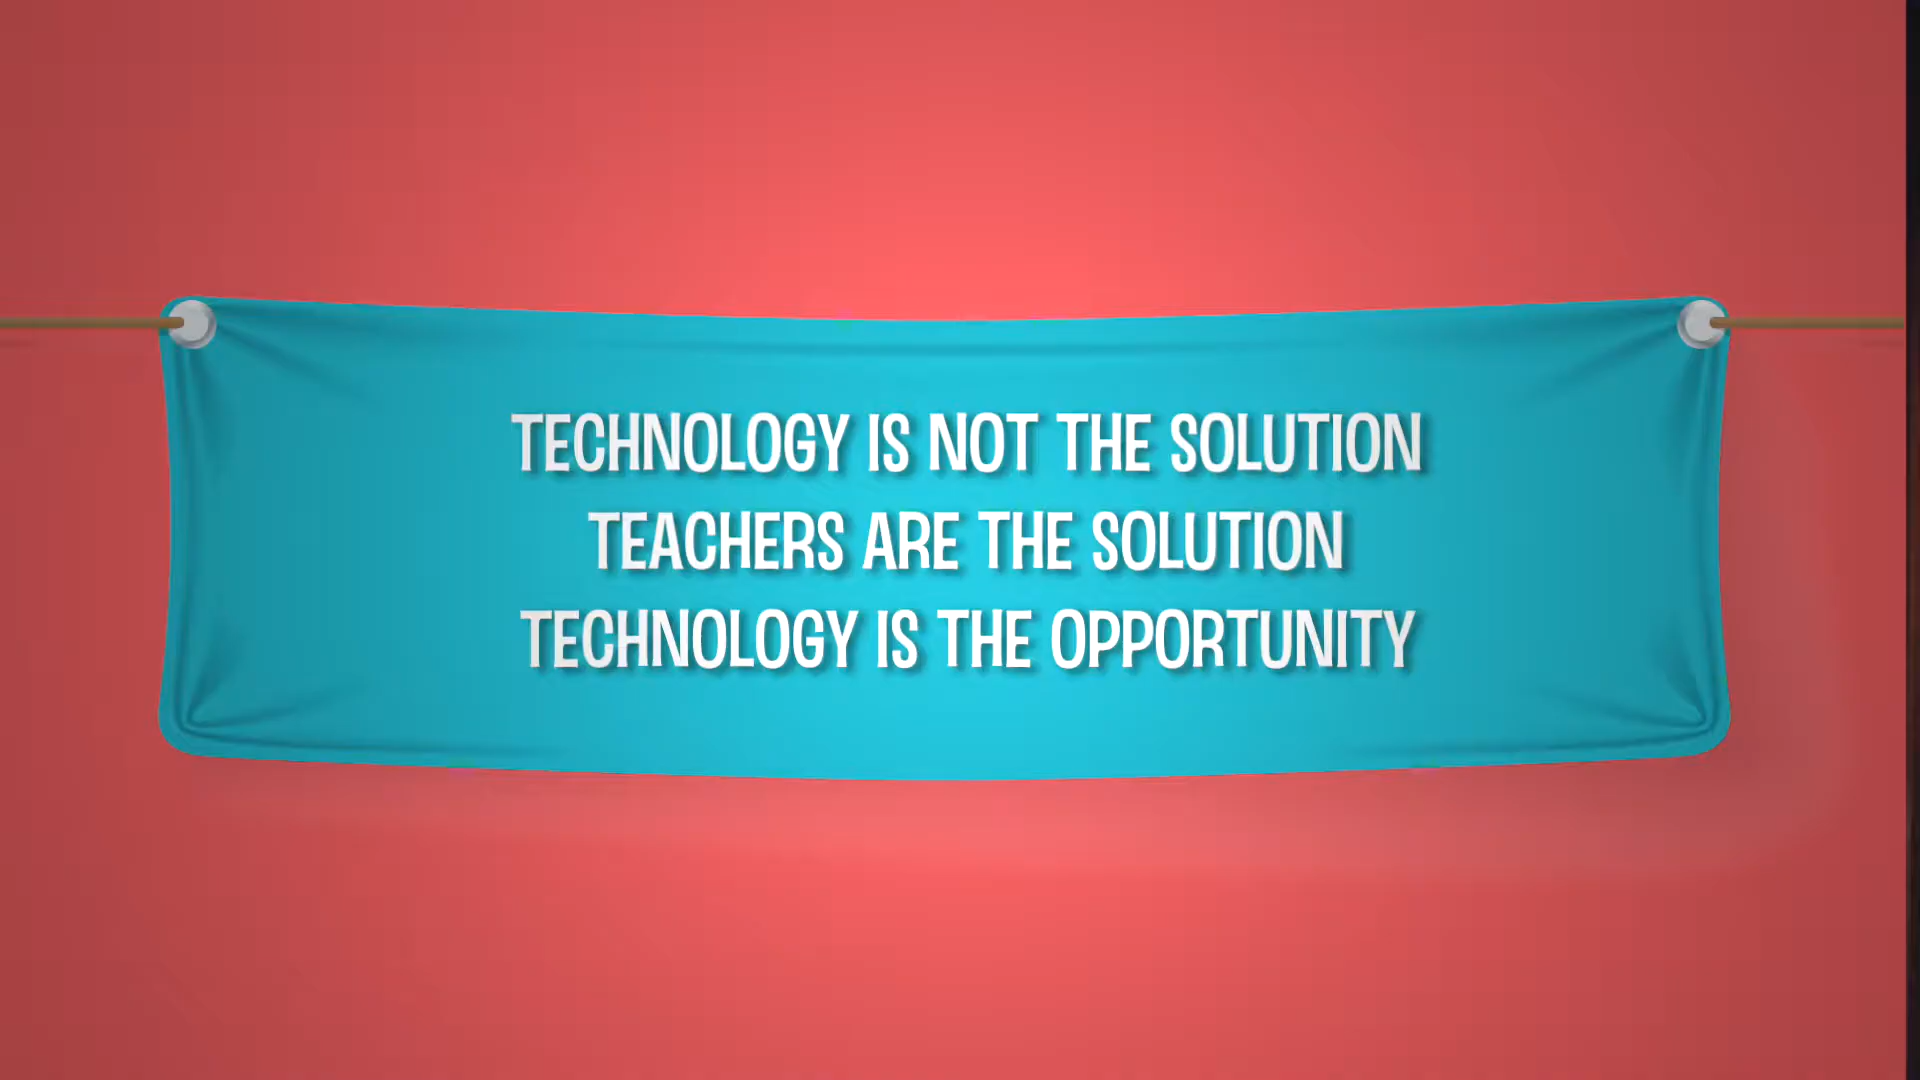 TECHNOLOGY IS NOT THE SOLUTION
TEACHERS ARE THE SOLUTION
TECHNOLOGY IS THE OPPORTUNITY